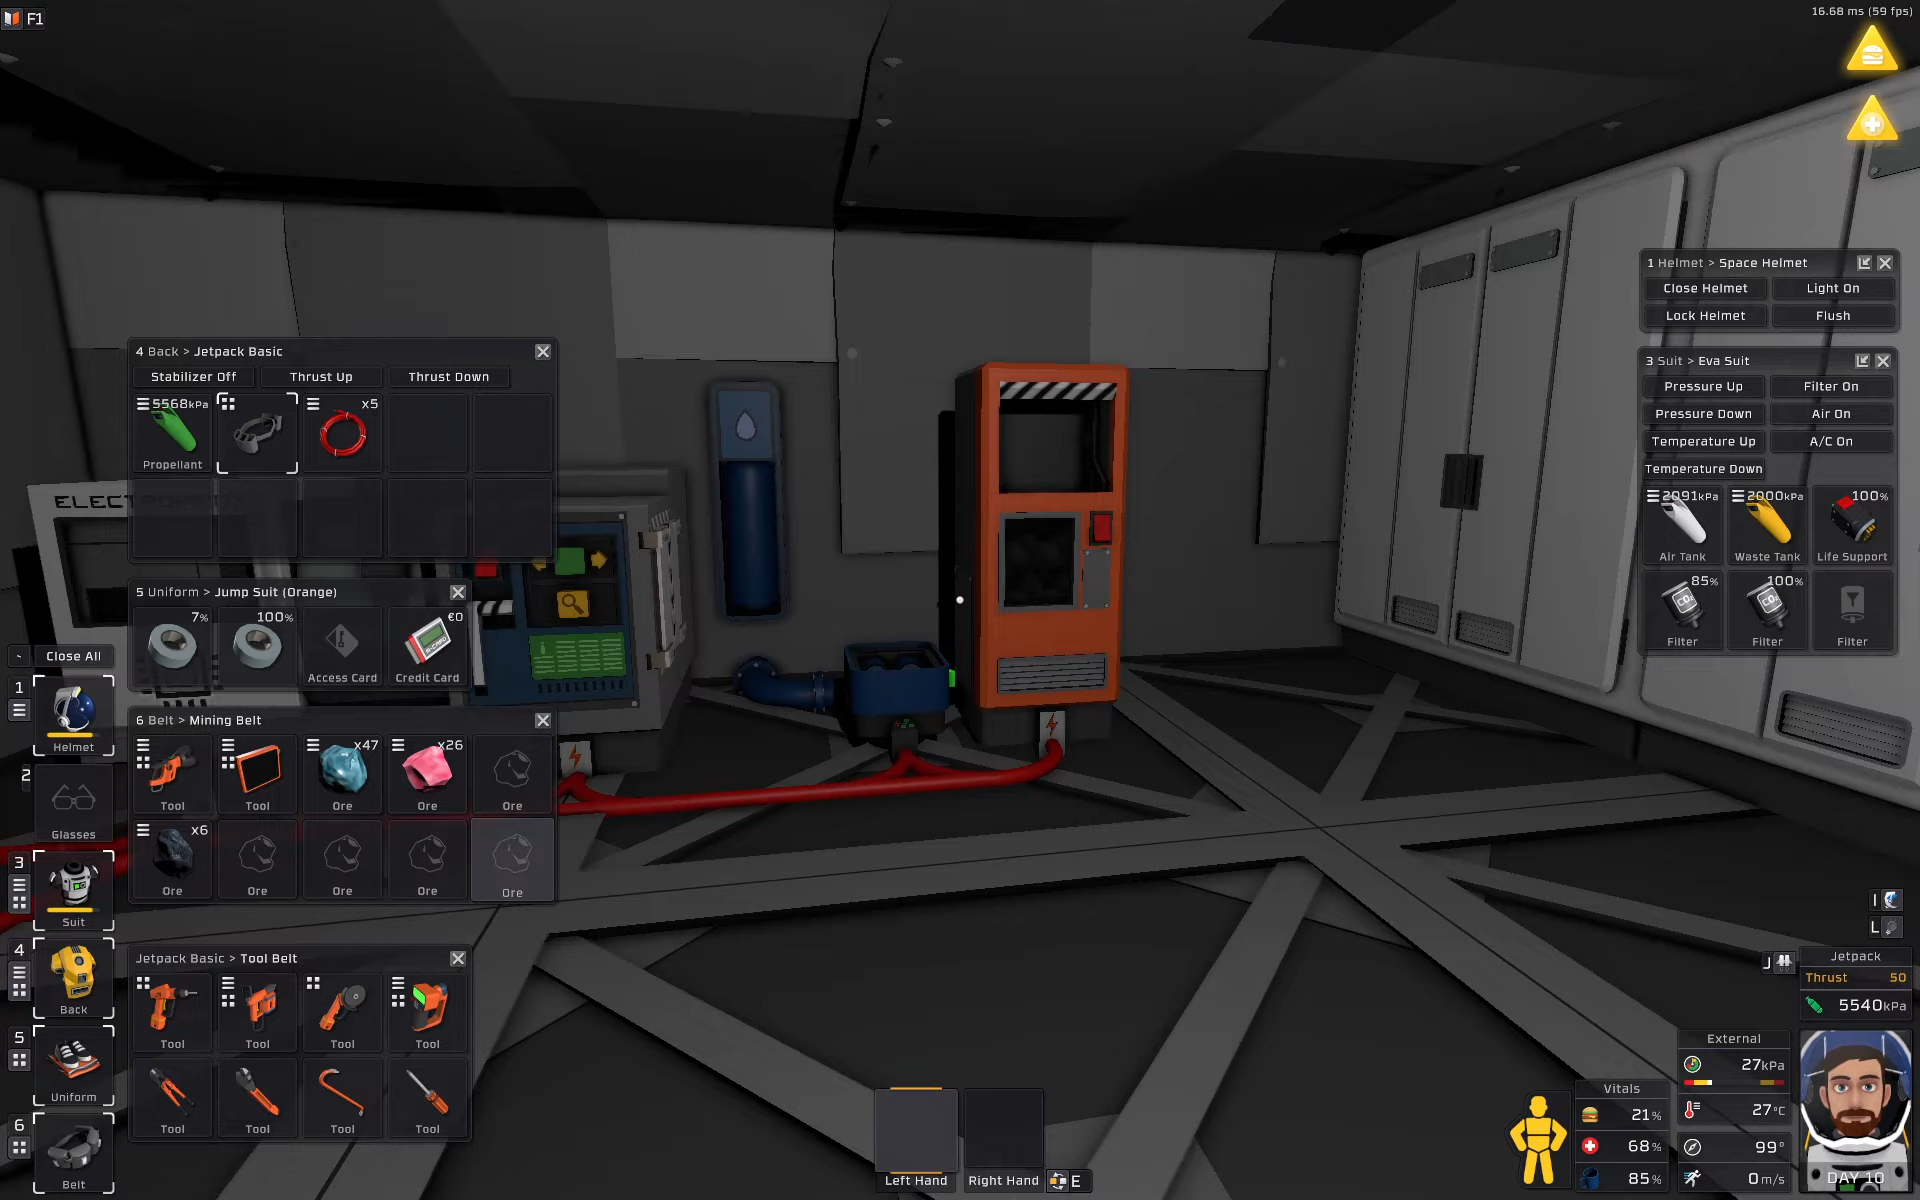 F1
16.68 ms (59 fps)
1 Helmet > Space Helmet
Close Helmet
Light On
Lock Helmet
Flush
3 Suit > Eva Suit
Pressure Up
Filter On
Pressure Down
Air On
Temperature Up
A/C On
Temperature Down
2091kPa
2000kPa
100%
Air Tank
Waste Tank
Life Support
85%
100%
Filter
Filter
Filter
4 Back > Jetpack Basic
Stabilizer Off
Thrust Up
Thrust Down
5568kPa
x5
Propellant
5 Uniform > Jump Suit (Orange)
7%
100%
€0
Access Card
Credit Card
6 Belt > Mining Belt
x47
x26
Tool
Tool
Ore
Ore
Ore
x6
Ore
Ore
Ore
Ore
Ore
Jetpack Basic > Tool Belt
Tool
Tool
Tool
Tool
Tool
Tool
Tool
Tool
~
Close All
1
Helmet
2
Glasses
3
Suit
4
Back
5
Uniform
6
Belt
Left Hand
Right Hand
E
I
L
J
Jetpack
Thrust 50
5540kPa
External
27kPa
27°C
99°
0m/s
Vitals
21%
68%
85%
DAY 10